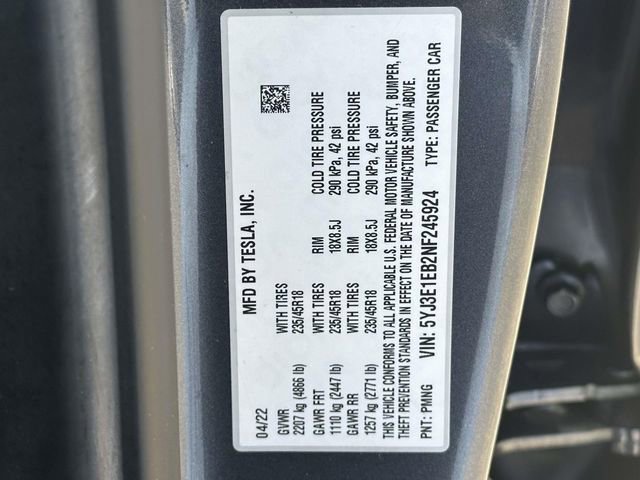 MFD BY TESLA, INC.
04/22
GVWR WITH TIRES RIM COLD TIRE PRESSURE
2207 kg (4866 lb) 235/45R18 18X8.5J 290 kPa, 42 psi
GAWR FRT WITH TIRES RIM COLD TIRE PRESSURE
1110 kg (2447 lb) 235/45R18 18X8.5J 290 kPa, 42 psi
GAWR RR
1257 kg (2771 lb)
THIS VEHICLE CONFORMS TO ALL APPLICABLE U.S. FEDERAL MOTOR VEHICLE SAFETY, BUMPER, AND
THEFT PREVENTION STANDARDS IN EFFECT ON THE DATE OF MANUFACTURE SHOWN ABOVE.
PNT: PMNG VIN: 5YJ3E1EB2NF245924 TYPE: PASSENGER CAR